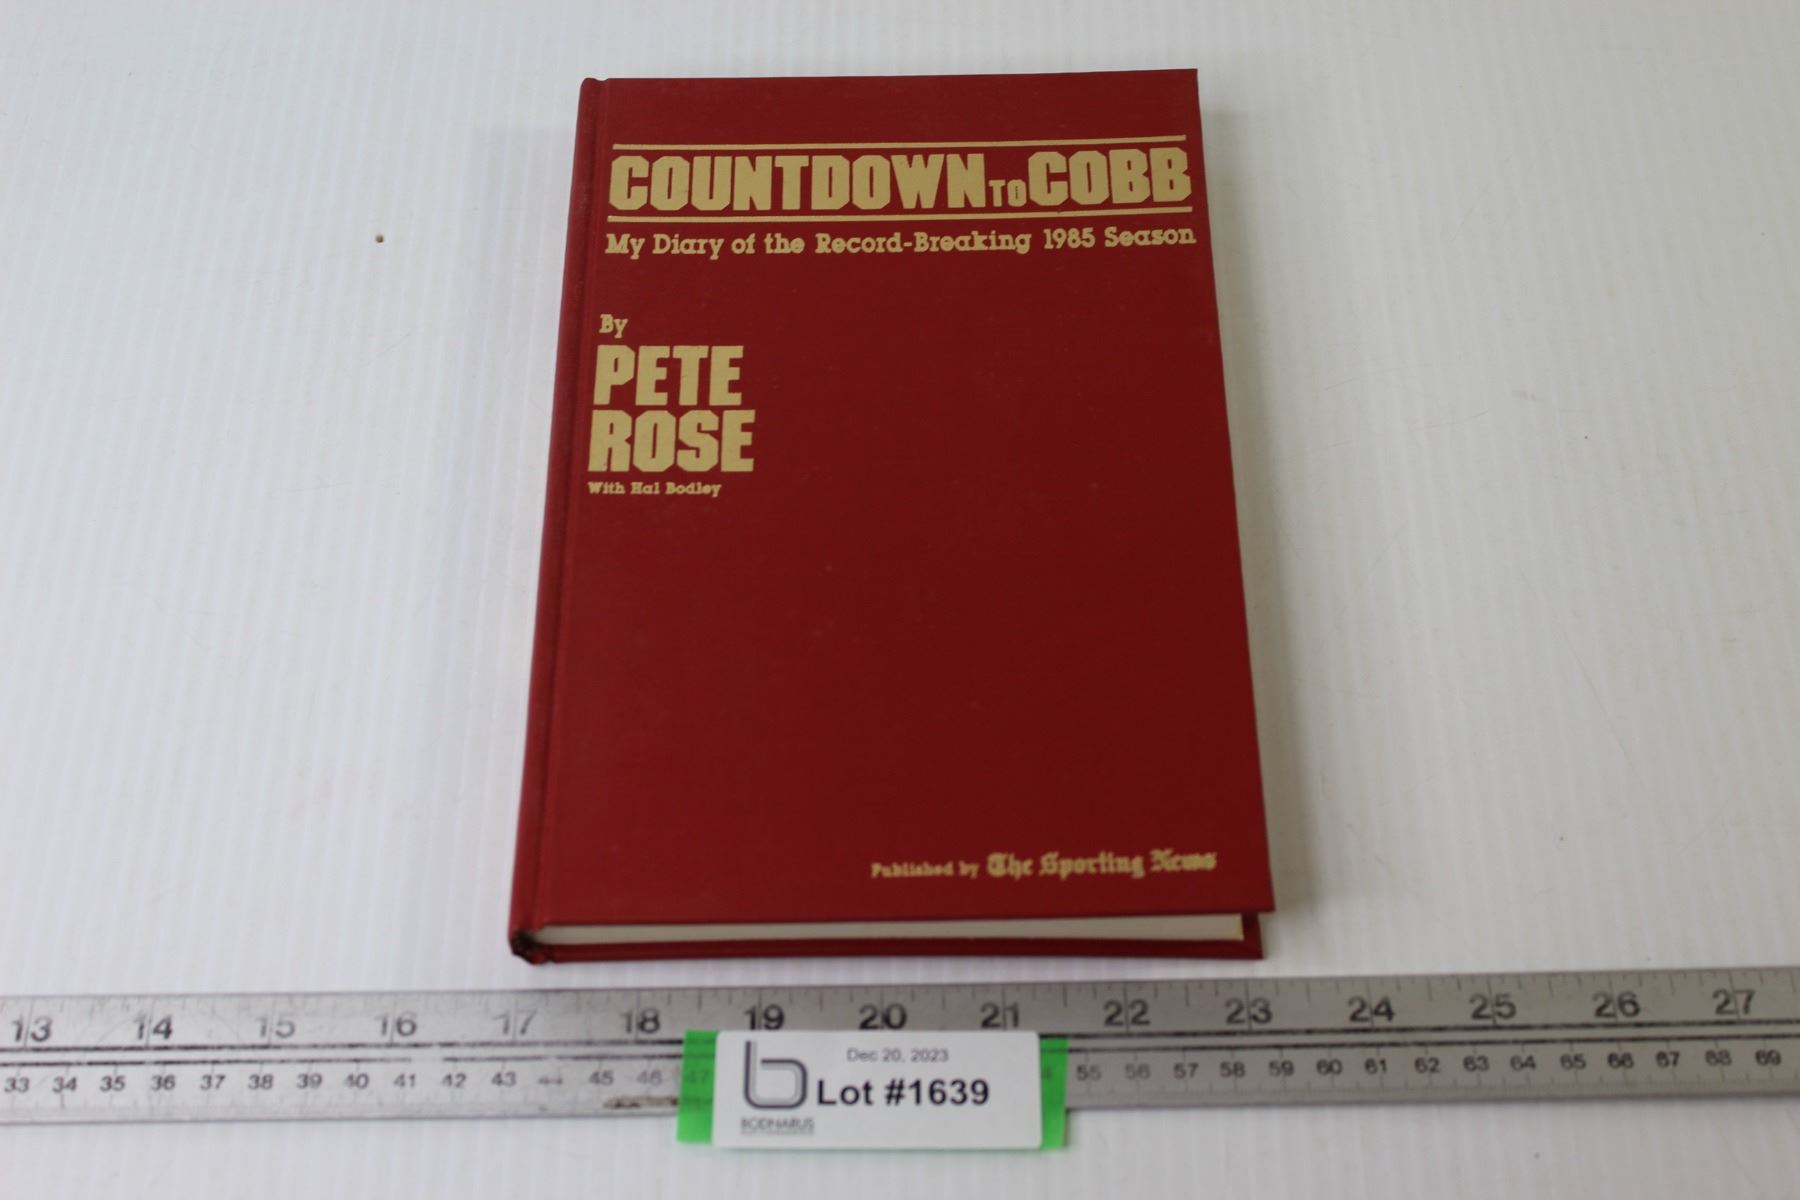 COUNTDOWN TO COBB
My Diary of the Record-Breaking 1985 Season
By
PETE
ROSE
With Hal Bodley
Published by The Sporting News
13 14 15 16 17 18 19 20 21 22 23 24 25 26 27
33 34 35 36 37 38 39 40 41 42 43 44 45 46 47 55 56 57 58 59 60 61 62 63 64 65 66 67 68 69
Dec 20, 2023
Lot #1639
BODNARUS